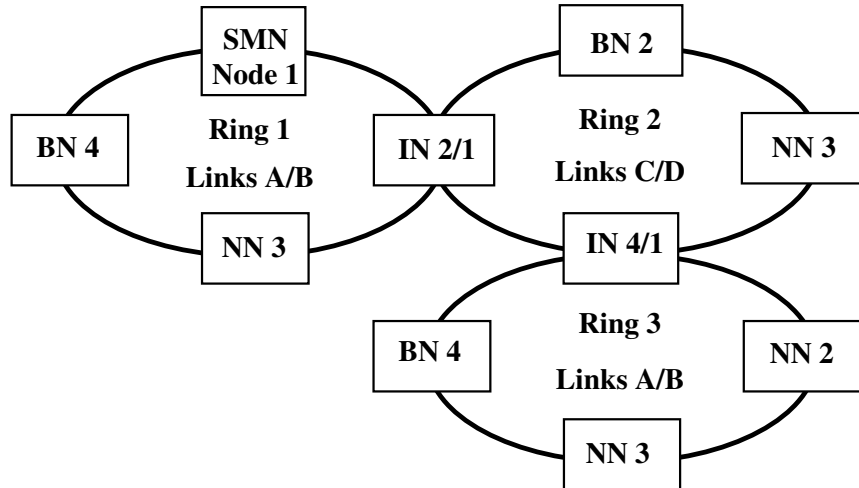 SMN
Node 1
BN 2
BN 4
Ring 1
Links A/B
IN 2/1
Ring 2
Links C/D
NN 3
NN 3
IN 4/1
BN 4
Ring 3
Links A/B
NN 2
NN 3